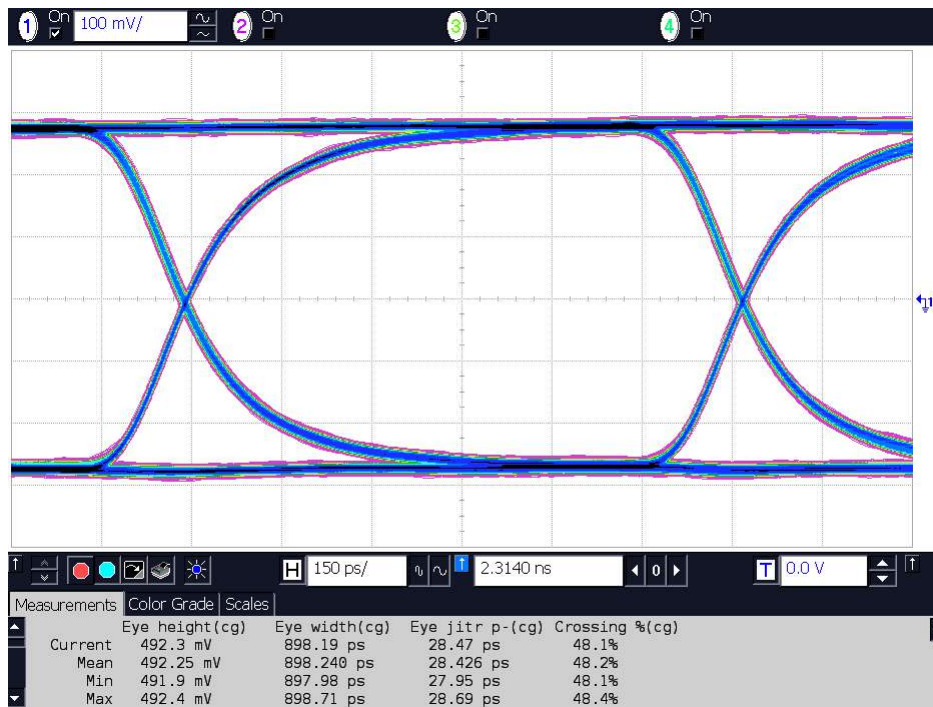 1 On 100 mV/ 2 On 3 On 4 On
1
H 150 ps/ 2.3140 ns 0 T 0.0 V
Measurements Color Grade Scales
Eye height(cg) Eye width(cg) Eye jitr p-(cg) Crossing %(cg)
Current 492.3 mV 898.19 ps 28.47 ps 48.1%
Mean 492.25 mV 898.240 ps 28.426 ps 48.2%
Min 491.9 mV 897.98 ps 27.95 ps 48.1%
Max 492.4 mV 898.71 ps 28.69 ps 48.4%